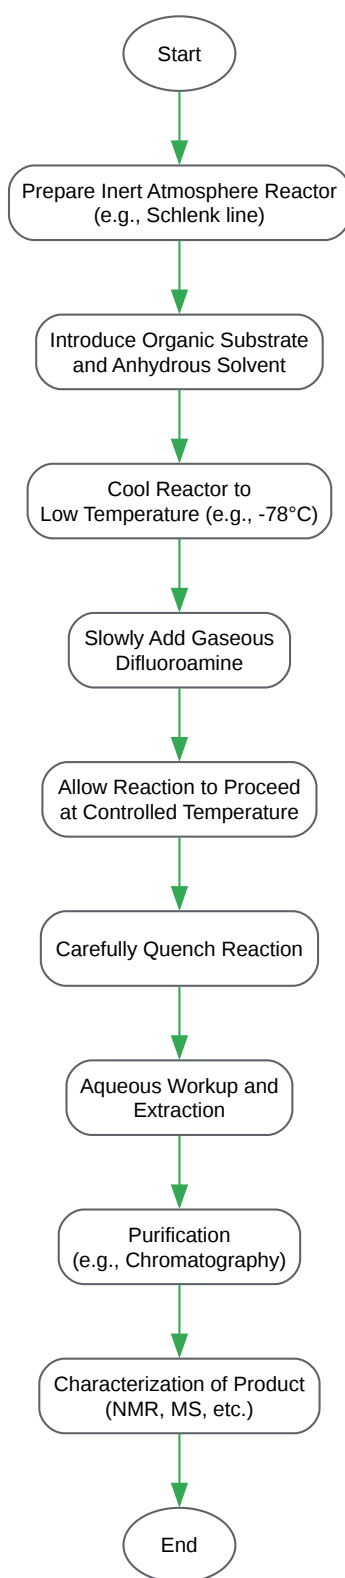 Start
Prepare Inert Atmosphere Reactor
(e.g., Schlenk line)
Introduce Organic Substrate
and Anhydrous Solvent
Cool Reactor to
Low Temperature (e.g., -78°C)
Slowly Add Gaseous
Difluoroamine
Allow Reaction to Proceed
at Controlled Temperature
Carefully Quench Reaction
Aqueous Workup and
Extraction
Purification
(e.g., Chromatography)
Characterization of Product
(NMR, MS, etc.)
End